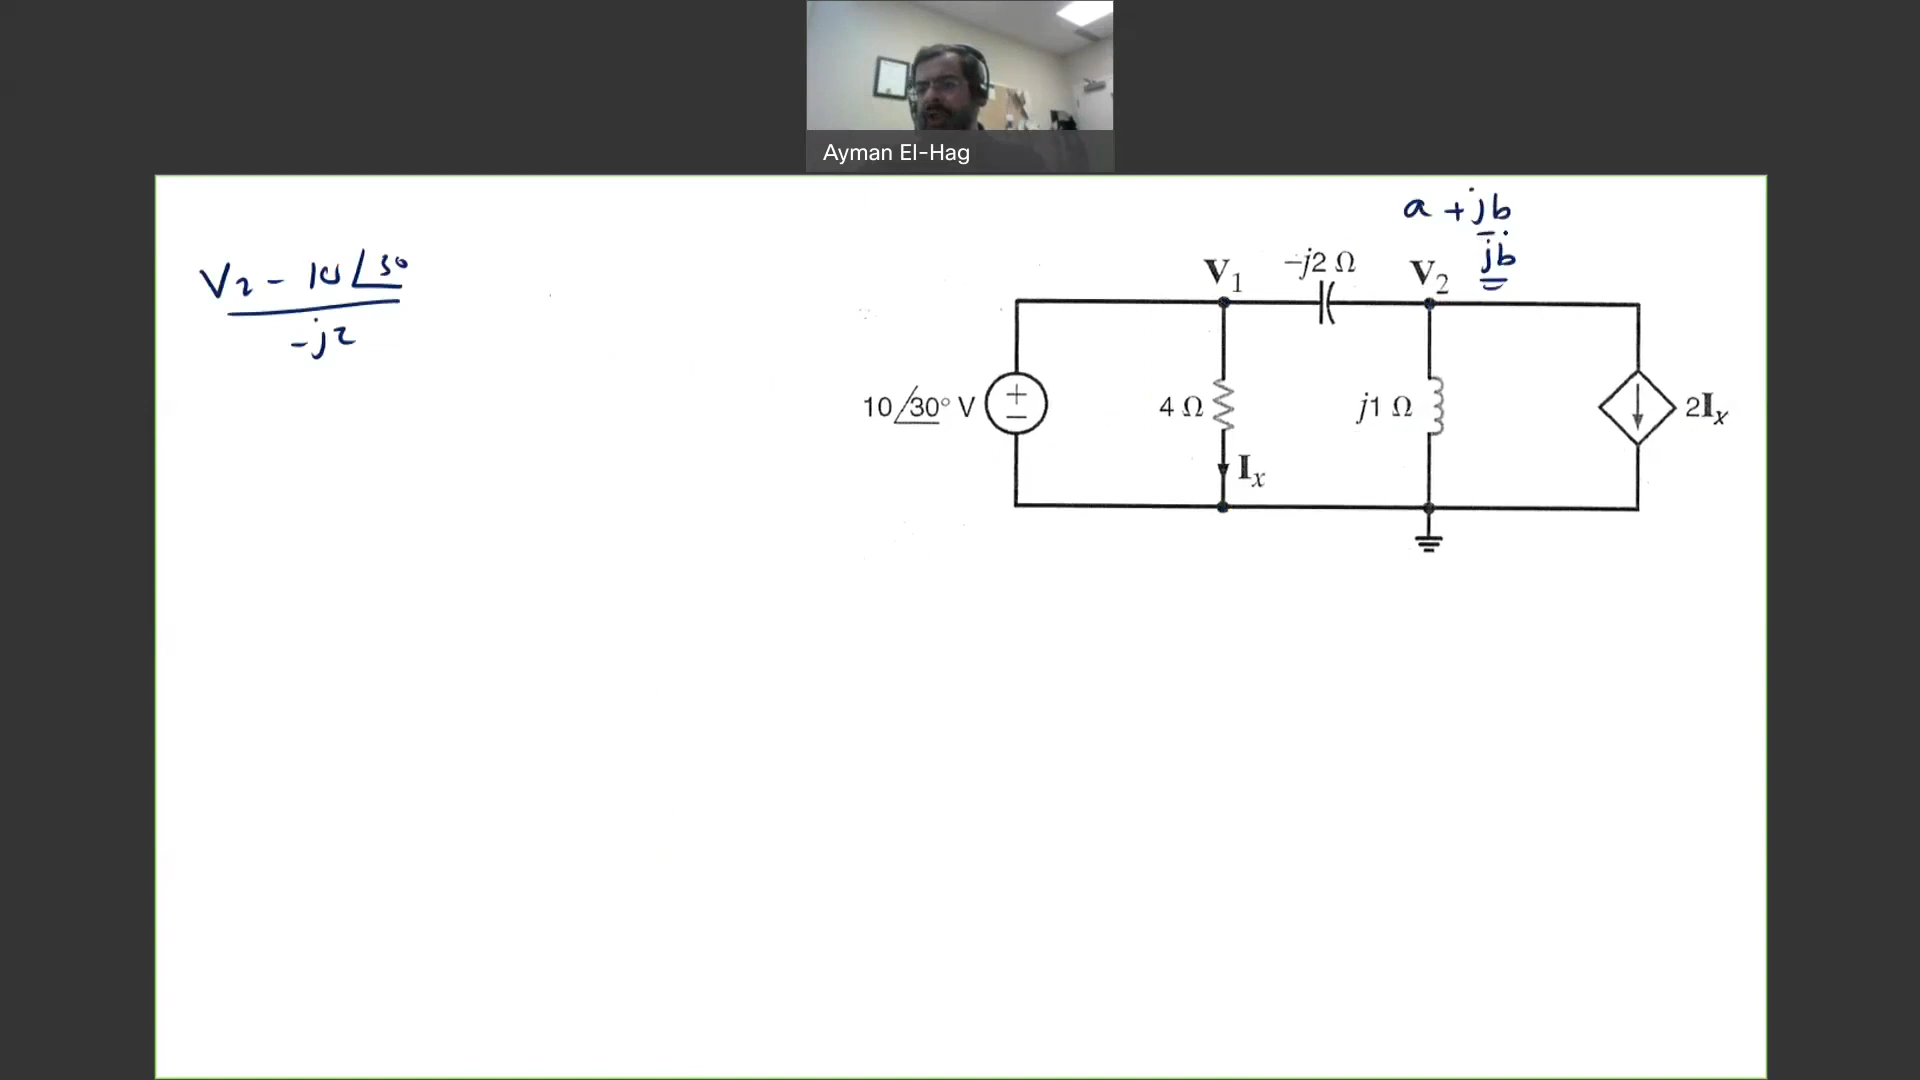 Ayman El-Hag
a + jb
jb
V2 - 10∠30
-j2
V1
-j2 Ω
V2
10∠30° V
+
−
4 Ω
j1 Ω
2Ix
Ix